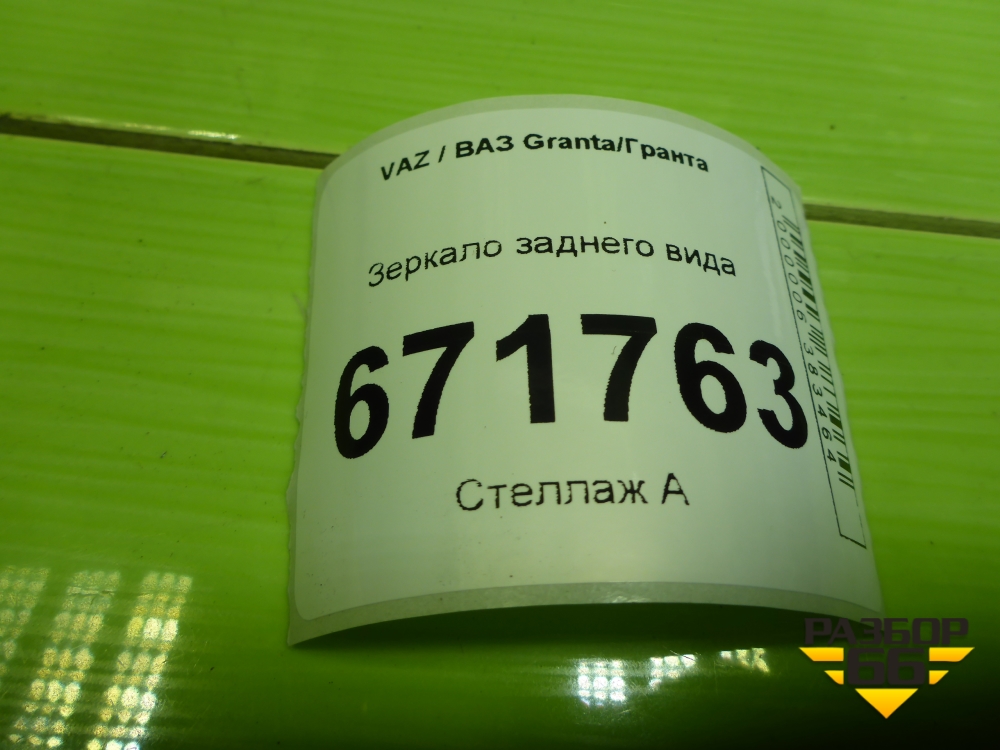 VAZ / ВАЗ Granta/Гранта
Зеркало заднего вида
671763
Стеллаж А
2000006383464
РАЗБОР
66